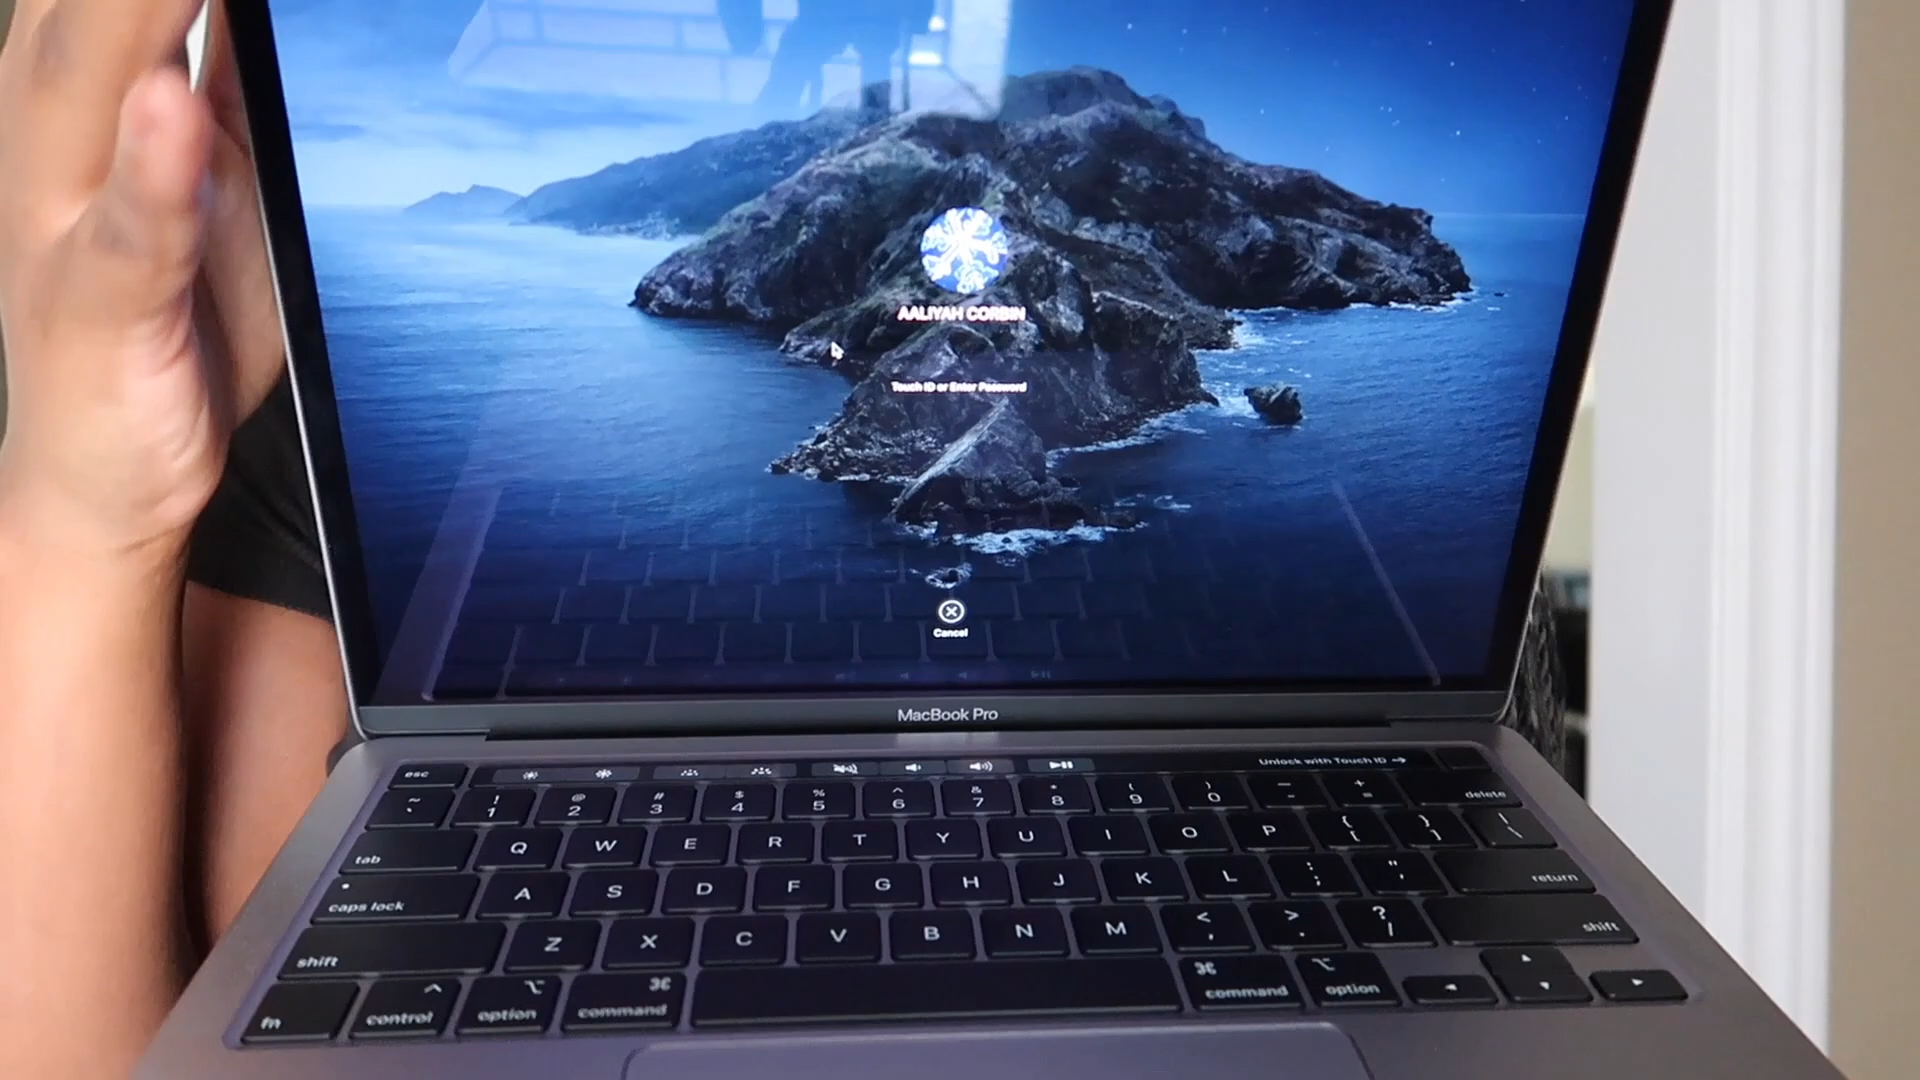 AALIYAH CORBIN
Touch ID or Enter Password
Cancel
MacBook Pro
esc
Unlock with Touch ID →
~ ! @ # $ % ^ & * ( ) _ +
` 1 2 3 4 5 6 7 8 9 0 - = delete
tab Q W E R T Y U I O P { [ } ] | \
caps lock A S D F G H J K L : ; " ' return
shift Z X C V B N M < , > . ? / shift
fn control option command command option